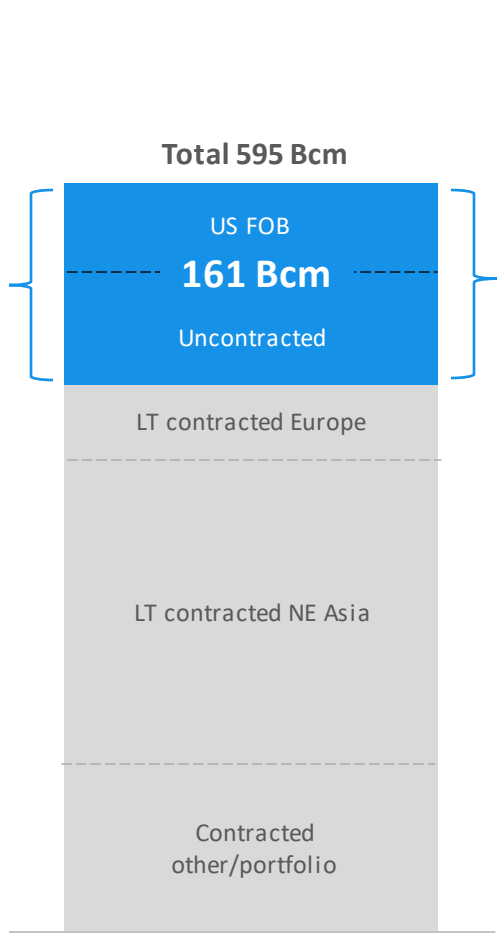 Total 595 Bcm
US FOB
161 Bcm
Uncontracted
LT contracted Europe
LT contracted NE Asia
Contracted
other/portfolio